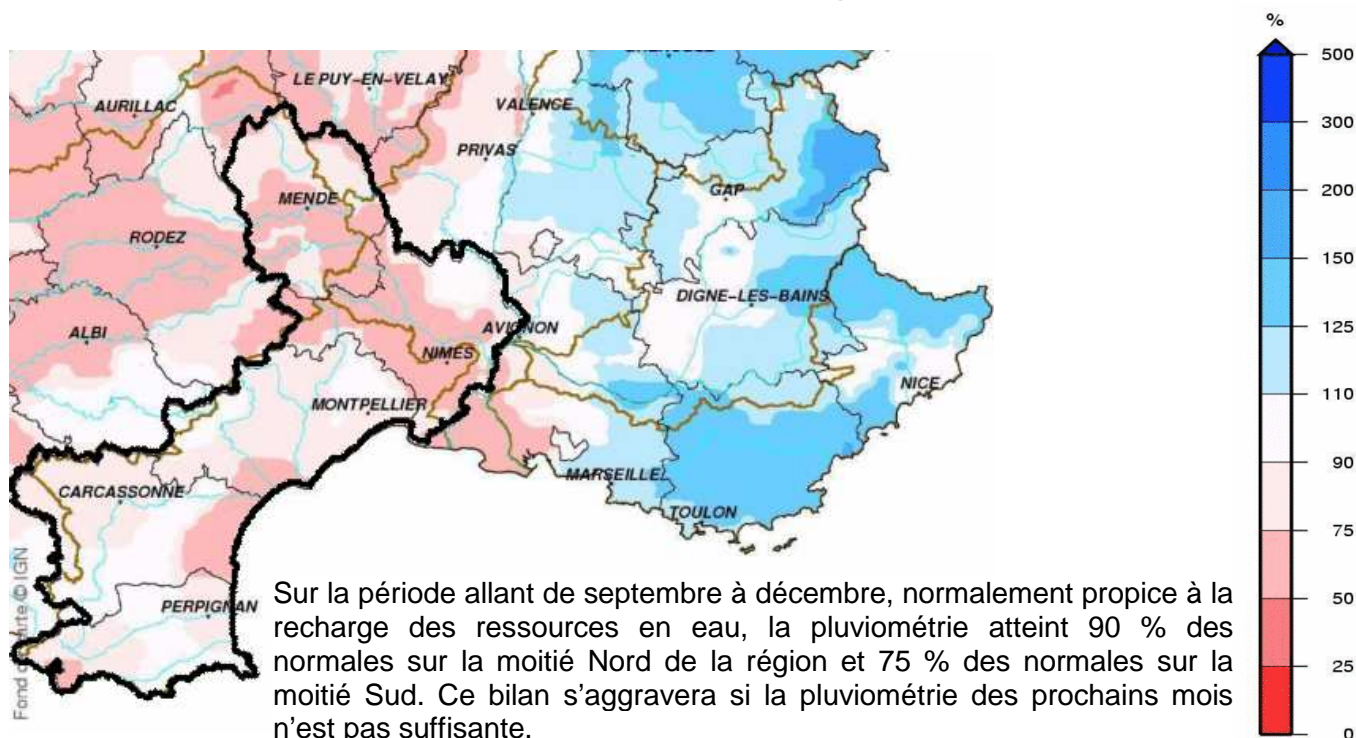 %
500
300
200
150
125
110
90
75
50
25
0
LE PUY-EN-VELAY
AURILLAC
VALENCE
PRIVAS
GAP
MENDE
RODEZ
DIGNE-LES-BAINS
ALBI
AVIGNON
NIMES
NICE
MONTPELLIER
MARSEILLE
CARCASSONNE
TOULON
PERPIGNAN
Sur la période allant de septembre à décembre, normalement propice à la
recharge des ressources en eau, la pluviométrie atteint 90 % des
normales sur la moitié Nord de la région et 75 % des normales sur la
moitié Sud. Ce bilan s’aggravera si la pluviométrie des prochains mois
n’est pas suffisante.
Fond de carte © IGN